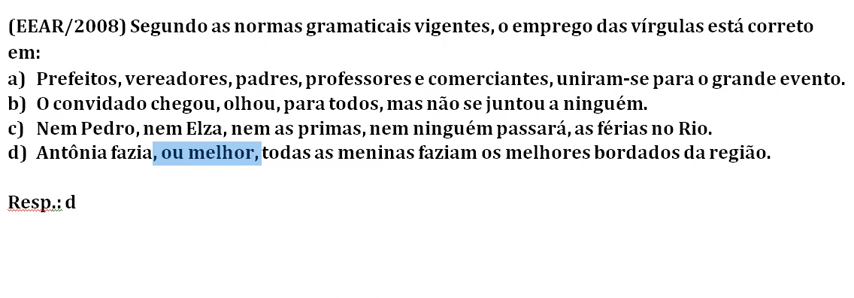 (EEAR/2008) Segundo as normas gramaticais vigentes, o emprego das vírgulas está correto
em:
a) Prefeitos, vereadores, padres, professores e comerciantes, uniram-se para o grande evento.
b) O convidado chegou, olhou, para todos, mas não se juntou a ninguém.
c) Nem Pedro, nem Elza, nem as primas, nem ninguém passará, as férias no Rio.
d) Antônia fazia, ou melhor, todas as meninas faziam os melhores bordados da região.
Resp.: d